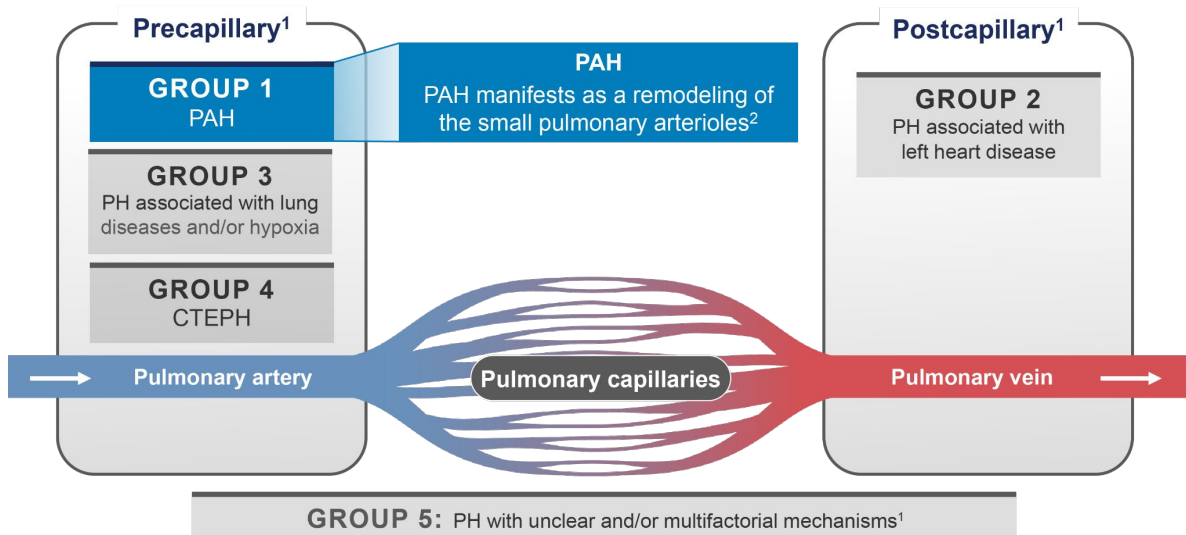 Precapillary¹
GROUP 1
PAH
PAH
PAH manifests as a remodeling of
the small pulmonary arterioles²
GROUP 3
PH associated with lung
diseases and/or hypoxia
GROUP 4
CTEPH
Postcapillary¹
GROUP 2
PH associated with
left heart disease
Pulmonary artery
Pulmonary capillaries
Pulmonary vein
GROUP 5: PH with unclear and/or multifactorial mechanisms¹